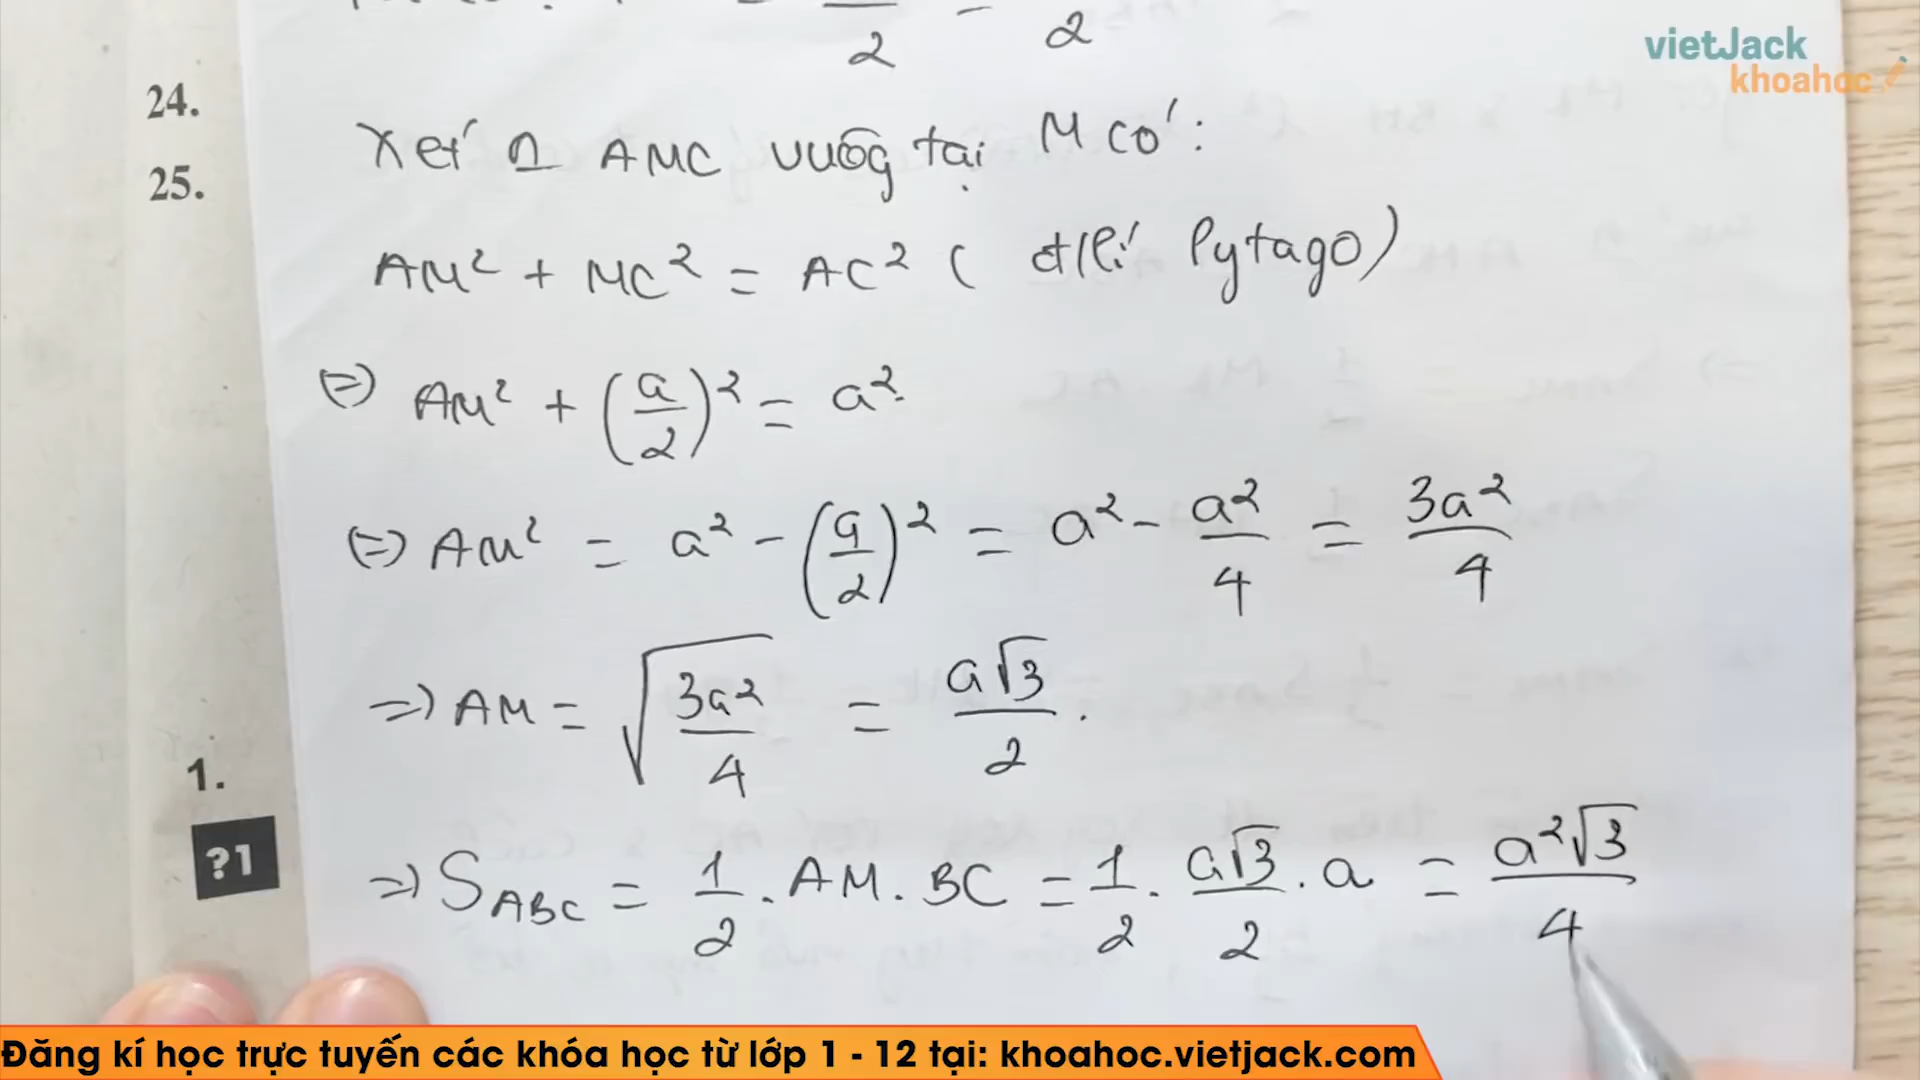 vietJack
khoahoc
2 2
24.
Xét △ AMC vuôg tại M có:
25.
AM² + MC² = AC² ( đ/lí Pytago)
(=) AM² + (a/2)² = a²
(=) AM² = a² - (a/2)² = a² - a²/4 = 3a²/4
=) AM = √(3a²/4) = a√3/2 .
1.
?1
=) S_ABC = 1/2 . AM . BC = 1/2 . a√3/2 . a = a²√3/4
Đăng kí học trực tuyến các khóa học từ lớp 1 - 12 tại: khoahoc.vietjack.com